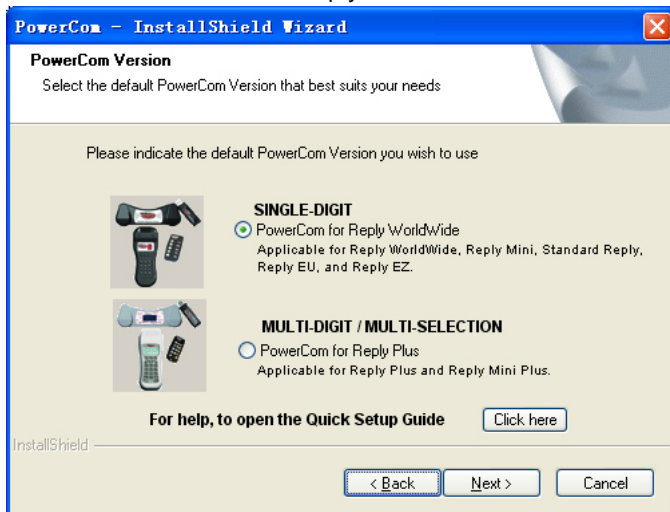 PowerCom - InstallShield Wizard
PowerCom Version
Select the default PowerCom Version that best suits your needs
Please indicate the default PowerCom Version you wish to use
SINGLE-DIGIT
PowerCom for Reply WorldWide
Applicable for Reply WorldWide, Reply Mini, Standard Reply,
Reply EU, and Reply EZ.
MULTI-DIGIT / MULTI-SELECTION
PowerCom for Reply Plus
Applicable for Reply Plus and Reply Mini Plus.
For help, to open the Quick Setup Guide Click here
InstallShield
< Back Next > Cancel